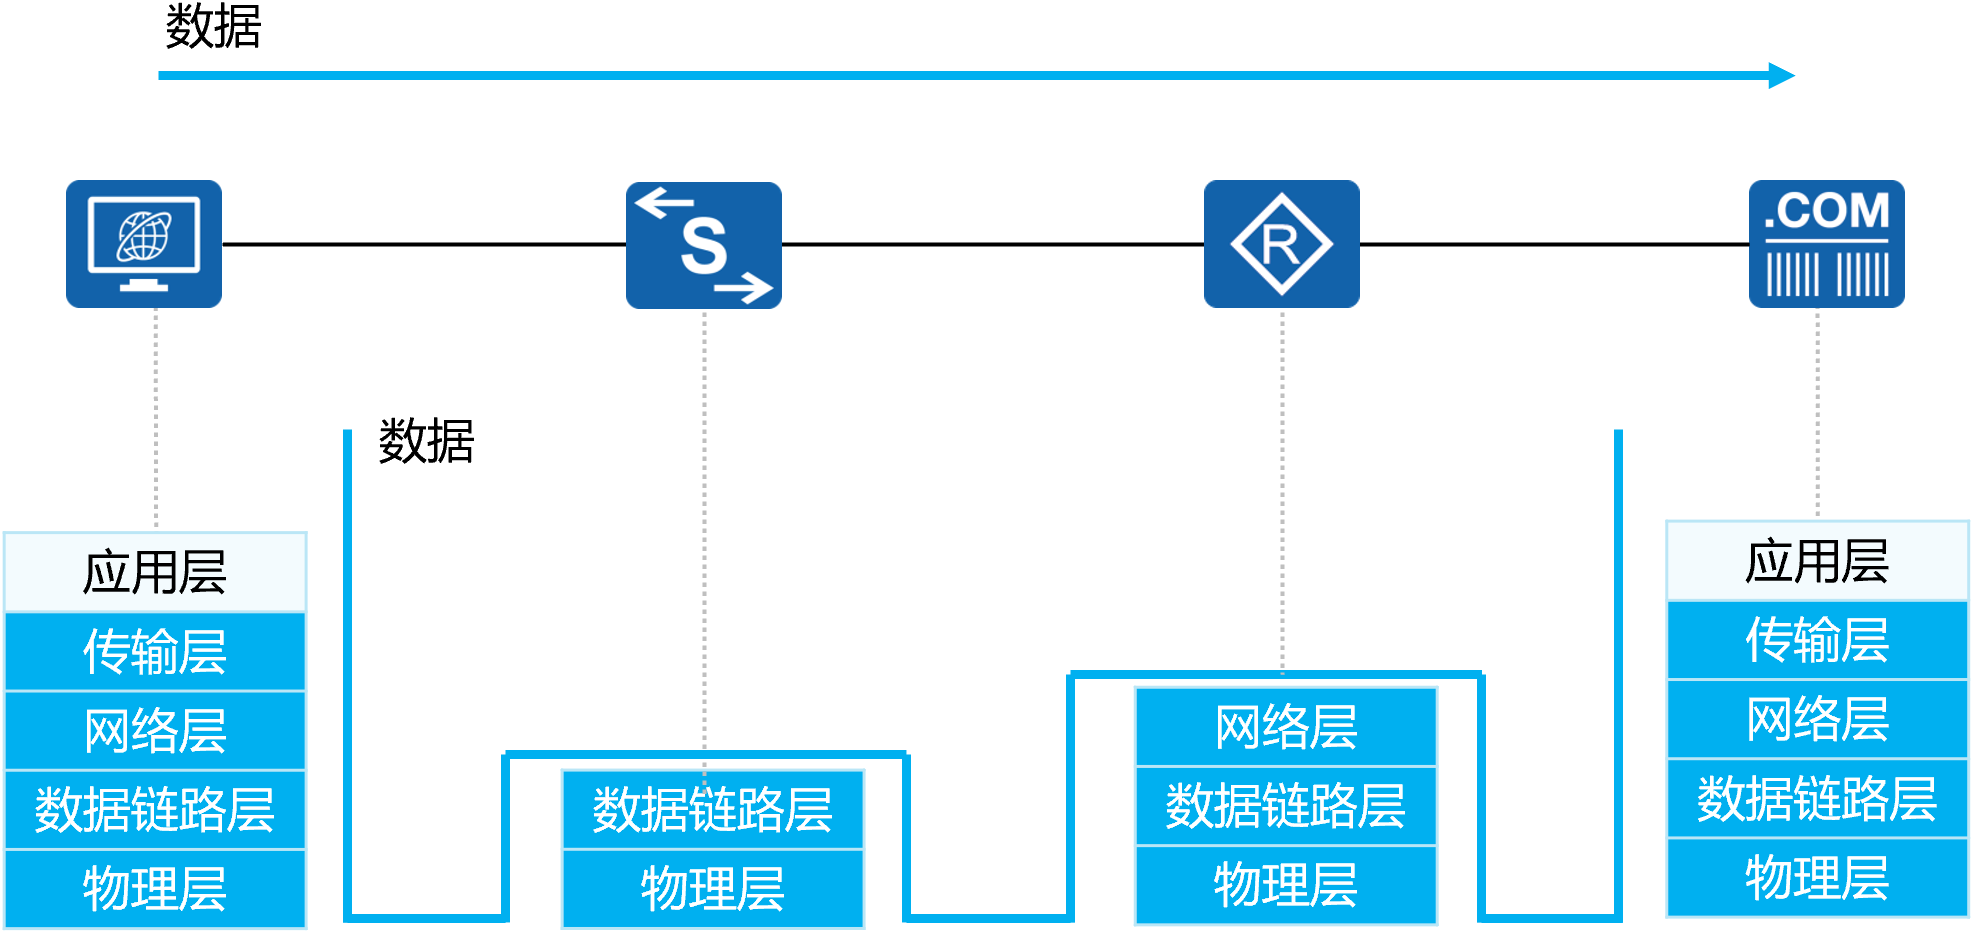 数据
S
R
.COM
数据
应用层
传输层
网络层
数据链路层
物理层
数据链路层
物理层
网络层
数据链路层
物理层
应用层
传输层
网络层
数据链路层
物理层